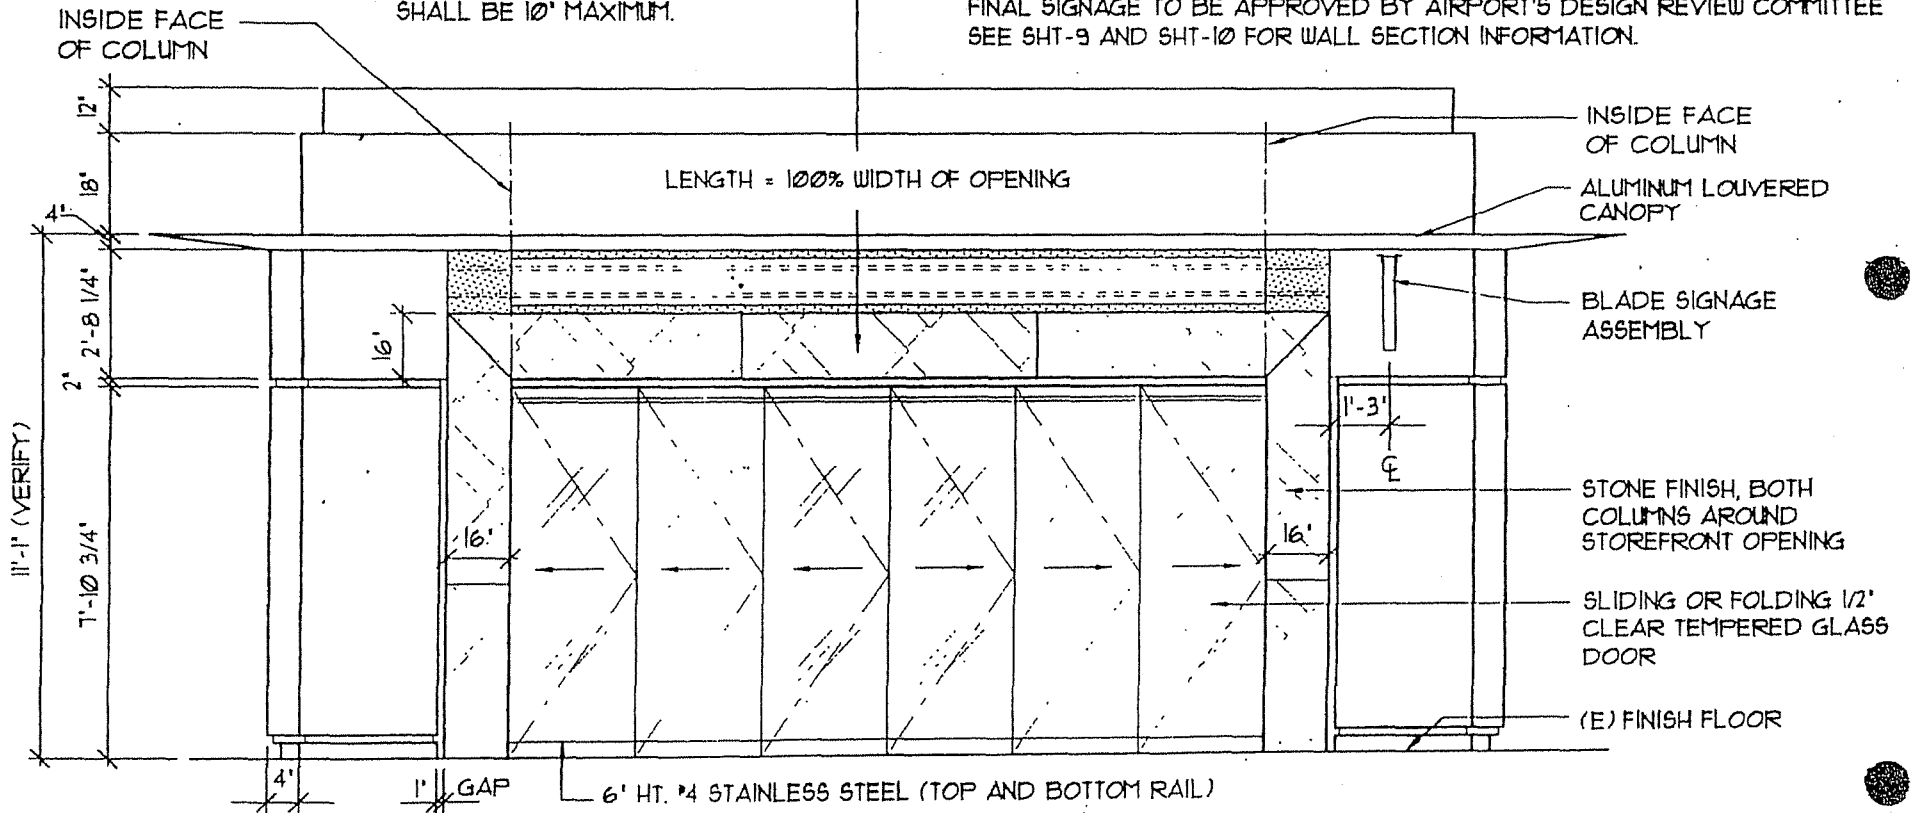 SHALL BE 10" MAXIMUM.
FINAL SIGNAGE TO BE APPROVED BY AIRPORT'S DESIGN REVIEW COMMITTEE
SEE SHT-9 AND SHT-10 FOR WALL SECTION INFORMATION.
INSIDE FACE
OF COLUMN
12"
18"
4"
2'-8 1/4"
2"
7'-10 3/4"
11'-1" (VERIFY)
LENGTH = 100% WIDTH OF OPENING
16"
16"
16"
1'-3"
CL
INSIDE FACE
OF COLUMN
ALUMINUM LOUVERED
CANOPY
BLADE SIGNAGE
ASSEMBLY
STONE FINISH, BOTH
COLUMNS AROUND
STOREFRONT OPENING
SLIDING OR FOLDING 1/2"
CLEAR TEMPERED GLASS
DOOR
(E) FINISH FLOOR
4"
1" GAP
6" HT. #4 STAINLESS STEEL (TOP AND BOTTOM RAIL)